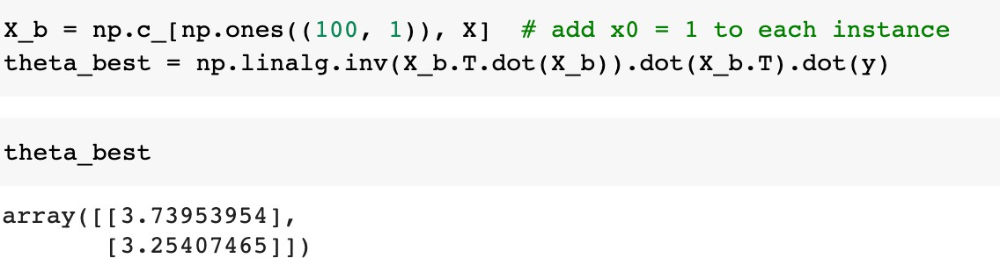 X_b = np.c_[np.ones((100, 1)), X]  # add x0 = 1 to each instance
theta_best = np.linalg.inv(X_b.T.dot(X_b)).dot(X_b.T).dot(y)
theta_best
array([[3.73953954],
       [3.25407465]])